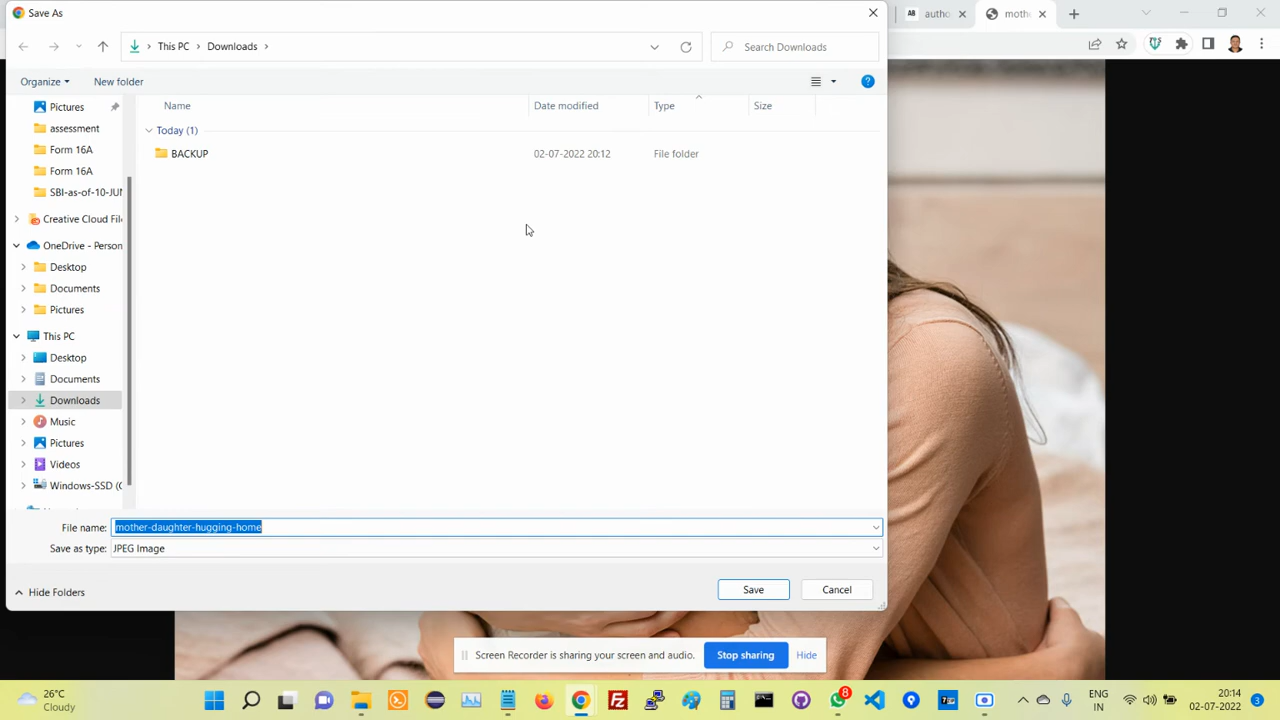 Save As
AB autho
moth
This PC
Downloads
Search Downloads
Organize
New folder
Name
Date modified
Type
Size
Pictures
assessment
Form 16A
Form 16A
SBI-as-of-10-JUN
Creative Cloud Fil
OneDrive - Person
Desktop
Documents
Pictures
This PC
Desktop
Documents
Downloads
Music
Pictures
Videos
Windows-SSD (C
Today (1)
BACKUP
02-07-2022 20:12
File folder
File name: mother-daughter-hugging-home
Save as type: JPEG Image
Hide Folders
Save
Cancel
Screen Recorder is sharing your screen and audio.
Stop sharing
Hide
26°C
Cloudy
8
ENG
IN
20:14
02-07-2022
3